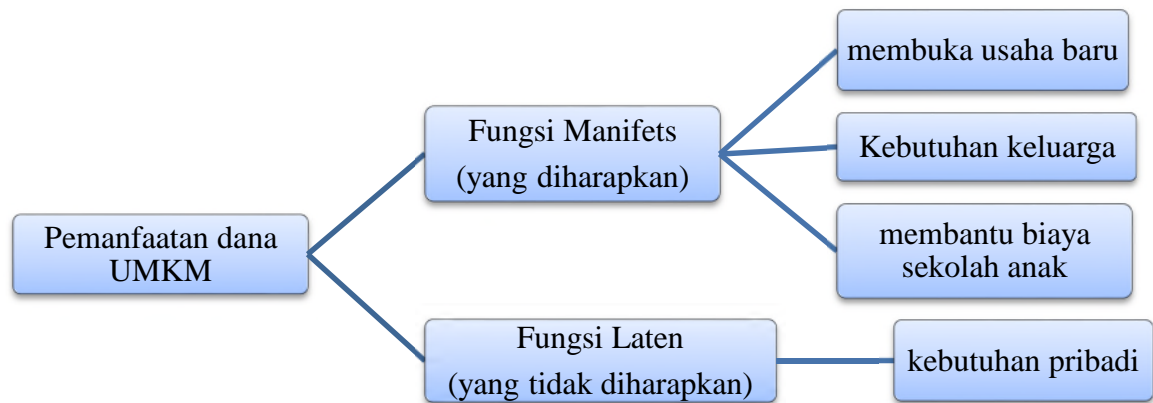 membuka usaha baru
Fungsi Manifets
(yang diharapkan)
Kebutuhan keluarga
Pemanfaatan dana
UMKM
membantu biaya
sekolah anak
Fungsi Laten
(yang tidak diharapkan)
kebutuhan pribadi